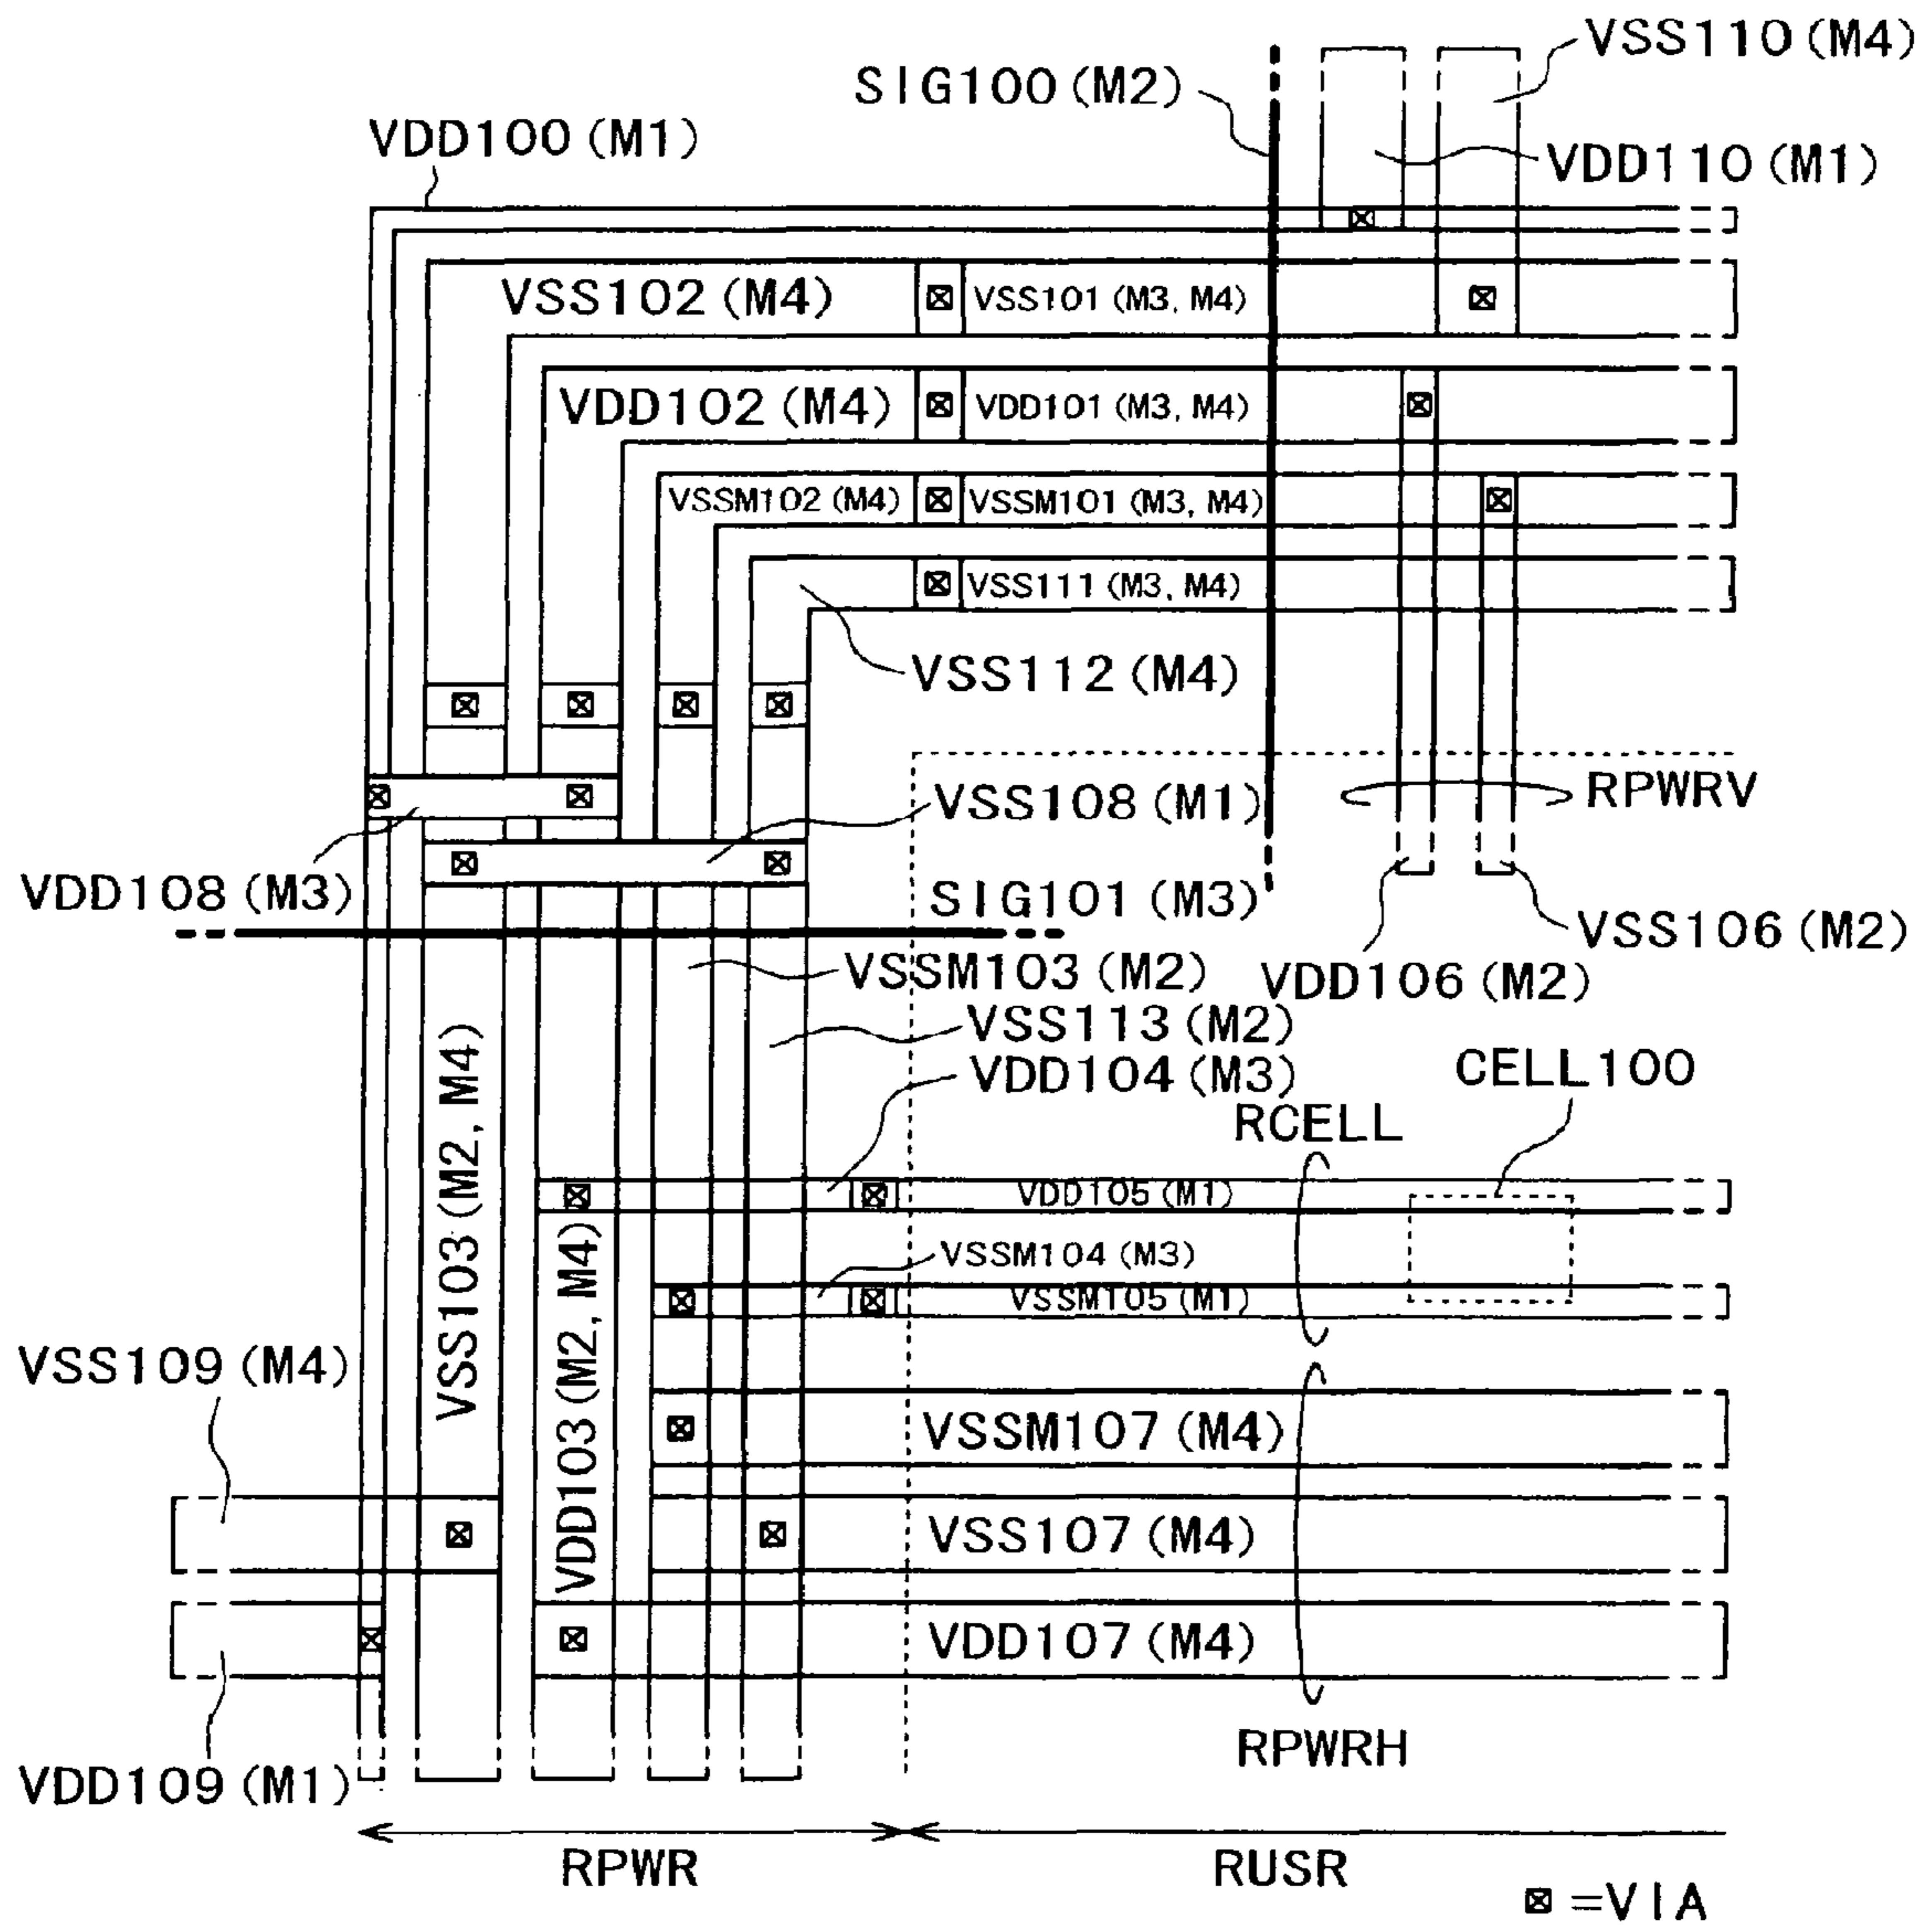 VSS110 (M4)
SIG100 (M2)
VDD100 (M1)
VDD110 (M1)
VSS102 (M4)
VSS101 (M3, M4)
VDD102 (M4)
VDD101 (M3, M4)
VSSM102 (M4)
VSSM101 (M3, M4)
VSS111 (M3, M4)
VSS112 (M4)
RPWRV
VSS108 (M1)
VDD108 (M3)
SIG101 (M3)
VSS106 (M2)
VSSM103 (M2)
VDD106 (M2)
VSS113 (M2)
VDD104 (M3)
CELL100
RCELL
VSS103 (M2, M4)
VDD105 (M1)
VDD103 (M2, M4)
VSSM104 (M3)
VSSM105 (M1)
VSS109 (M4)
VSSM107 (M4)
VSS107 (M4)
VDD107 (M4)
RPWRH
VDD109 (M1)
RPWR
RUSR
=VIA